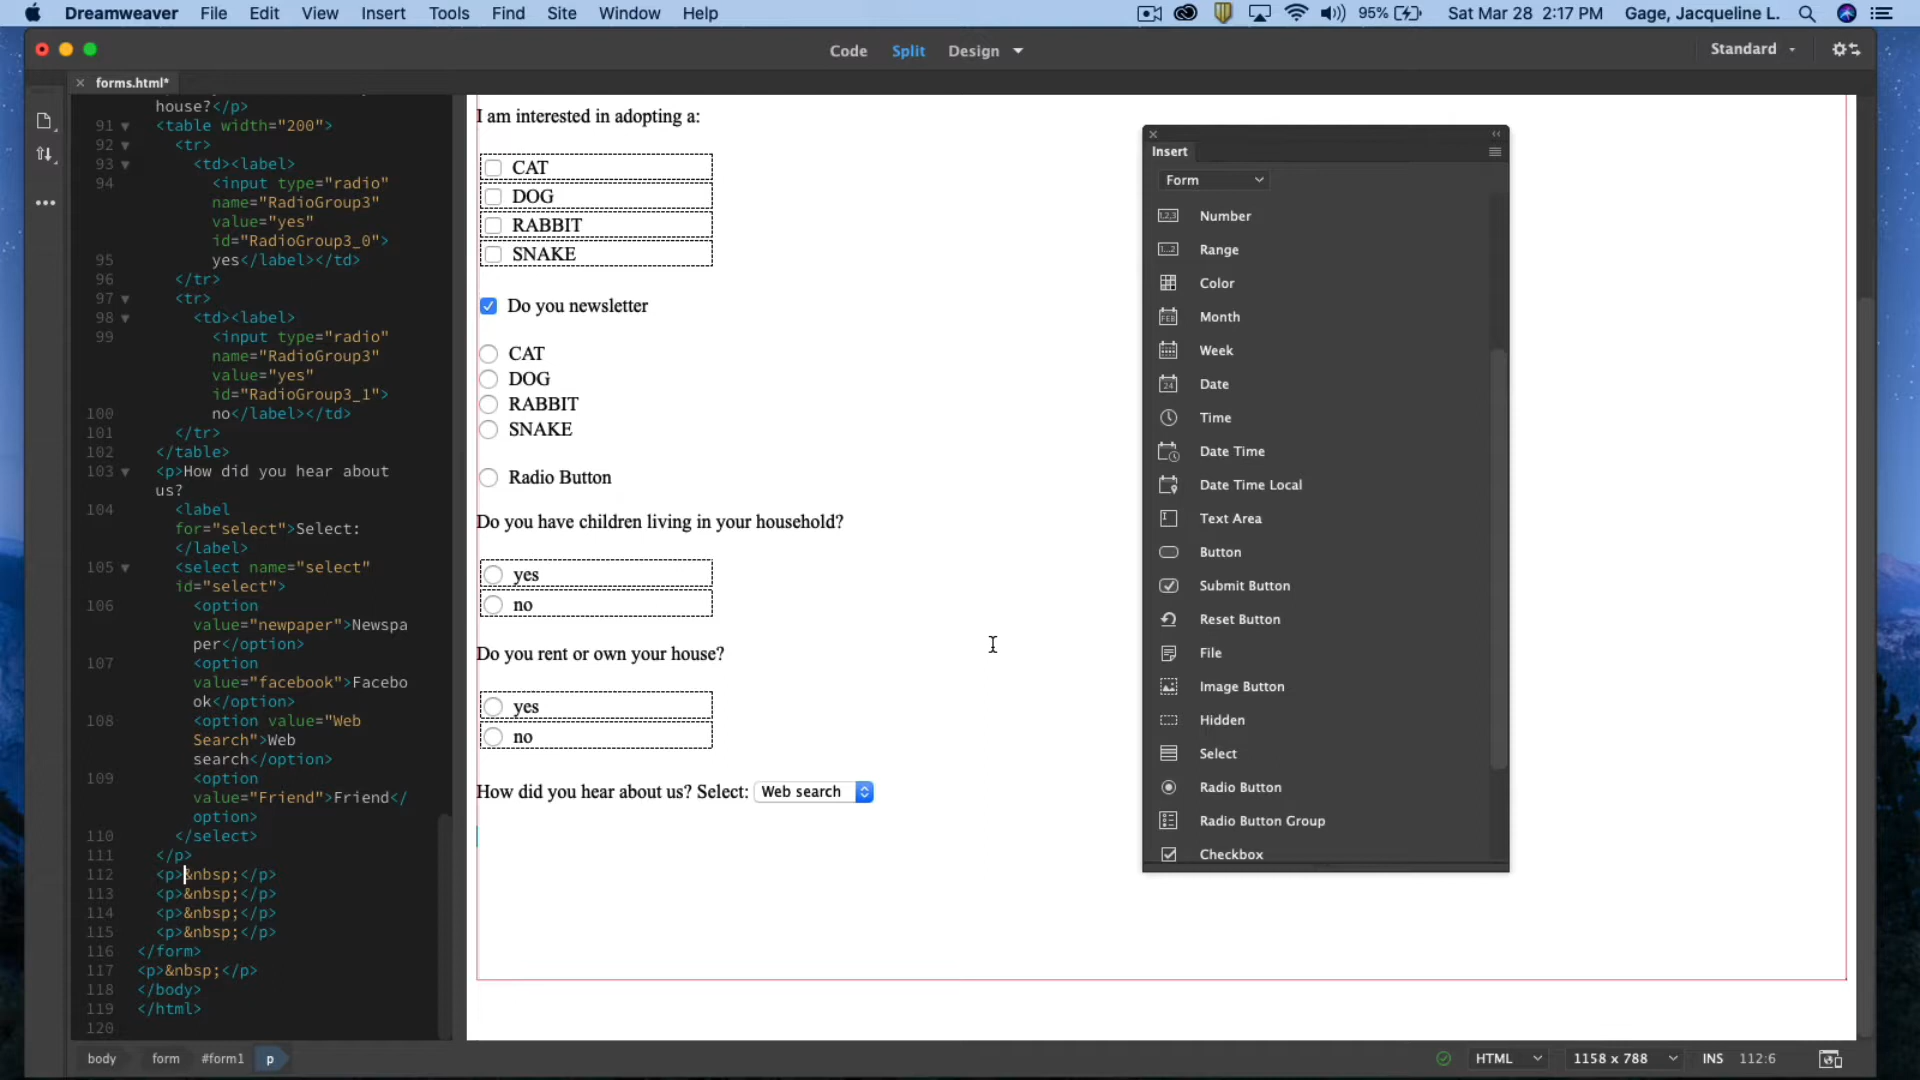 Dreamweaver File Edit View Insert Commands Tools Find Site Window Help 95% Sat Mar 28 2:17 PM Gage, Jacqueline L.
Code Split Design Standard
× forms.html*
house?</p>
91 <table width="200">
92 <tr>
93 <td><label>
94 <input type="radio"
name="RadioGroup3"
value="yes"
id="RadioGroup3_0">
95 yes</label></td>
96 </tr>
97 <tr>
98 <td><label>
99 <input type="radio"
name="RadioGroup3"
value="yes"
id="RadioGroup3_1">
100 no</label></td>
101 </tr>
102 </table>
103 <p>How did you hear about
us?
104 <label
for="select">Select:
</label>
105 <select name="select"
id="select">
106 <option
value="newpaper">Newspa
per</option>
107 <option
value="facebook">Facebo
ok</option>
108 <option value="Web
Search">Web
search</option>
109 <option
value="Friend">Friend</
option>
110 </select>
111 </p>
112 <p>&nbsp;</p>
113 <p>&nbsp;</p>
114 <p>&nbsp;</p>
115 <p>&nbsp;</p>
116 </form>
117 <p>&nbsp;</p>
118 </body>
119 </html>
120
I am interested in adopting a:
CAT
DOG
RABBIT
SNAKE
Do you newsletter
CAT
DOG
RABBIT
SNAKE
Radio Button
Do you have children living in your household?
yes
no
Do you rent or own your house?
yes
no
How did you hear about us? Select: Web search
Insert
Form
Number
Range
Color
Month
Week
Date
Time
Date Time
Date Time Local
Text Area
Button
Submit Button
Reset Button
File
Image Button
Hidden
Select
Radio Button
Radio Button Group
Checkbox
body form #form1 p HTML 1158 x 788 INS 112:6